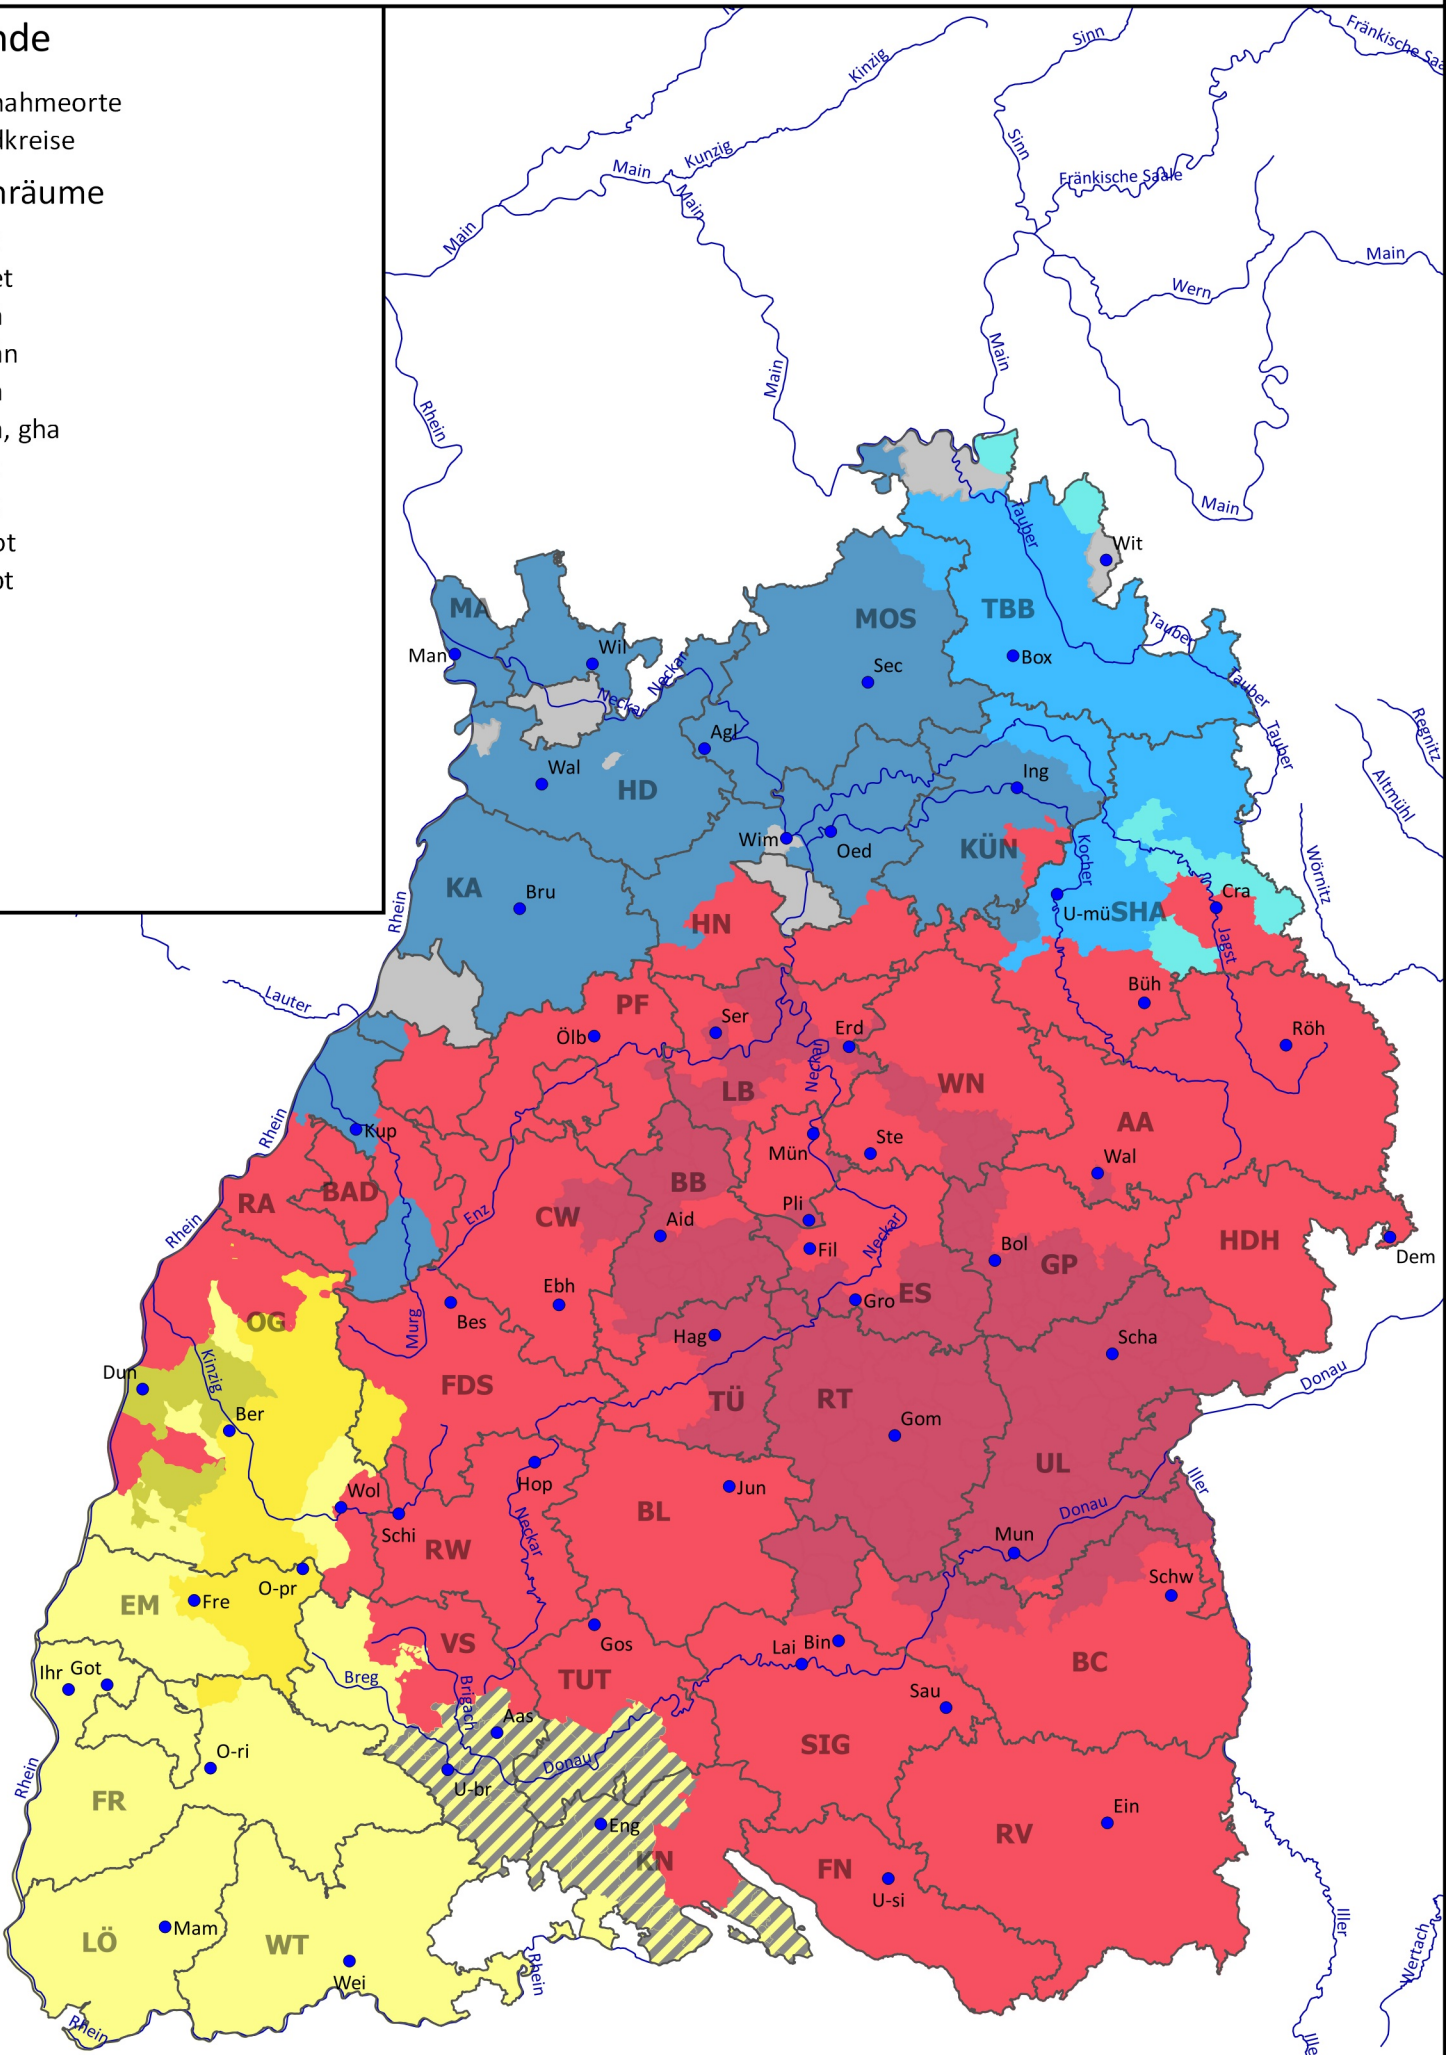 nde
nahmeorte
dkreise
nräume
et
n
nn
n
n, gha
pt
pt
Kinzig
Sinn
Fränkische Saa
Kunzig
Main
Main
Sinn
Fränkische Saale
Main
Main
Wern
Main
Main
Rhein
Main
Tauber
Wit
MA
MOS
TBB
Tauber
Man
Wil
Neckar
Sec
Box
Neckar
Tauber
Regnitz
Agl
Tauber
Wal
HD
Ing
Altmühl
Wim
Oed
KÜN
Kocher
Wörnitz
KA
Bru
Rhein
HN
U-mü
SHA
Cra
Jagst
Lauter
PF
Büh
Ölb
Ser
Erd
Röh
Neckar
LB
WN
AA
Rhein
Kup
Mün
Ste
Wal
BB
RA
BAD
CW
Pli
Enz
Aid
Rhein
Fil
Neckar
Bol
GP
HDH
Dem
Ebh
Gro
ES
OG
Bes
Murg
Hag
Scha
Kinzig
Dun
FDS
TÜ
RT
Donau
Ber
Gom
UL
Hop
Jun
Iller
Wol
BL
Donau
Schi
Neckar
RW
Mun
O-pr
Schw
EM
Fre
VS
Gos
Lai
Bin
BC
Ihr
Got
Breg
TUT
Brigach
Sau
Aas
SIG
O-ri
Donau
Rhein
U-br
FR
Ein
Eng
RV
KN
FN
U-si
LÖ
Mam
WT
Iller
Wertach
Wei
Rhein
Rhein
Ille